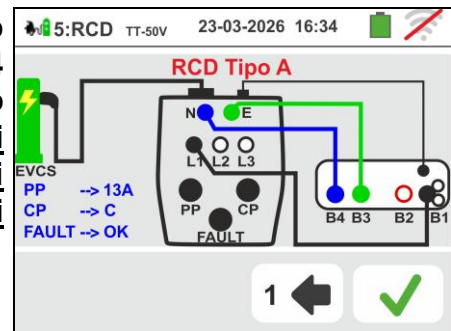 5:RCD TT-50V 23-03-2026 16:34
RCD Tipo A
N E
L1 L2 L3
EVCS
PP --> 13A
CP --> C
FAULT --> OK
PP CP
FAULT
B4 B3 B2 B1
1